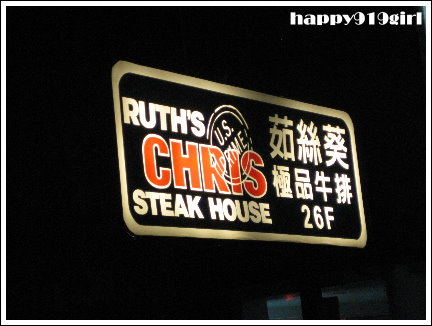 happy919girl
RUTH'S
U.S.
PRIME
CHRIS
STEAK HOUSE
茹絲葵
極品牛排
26F